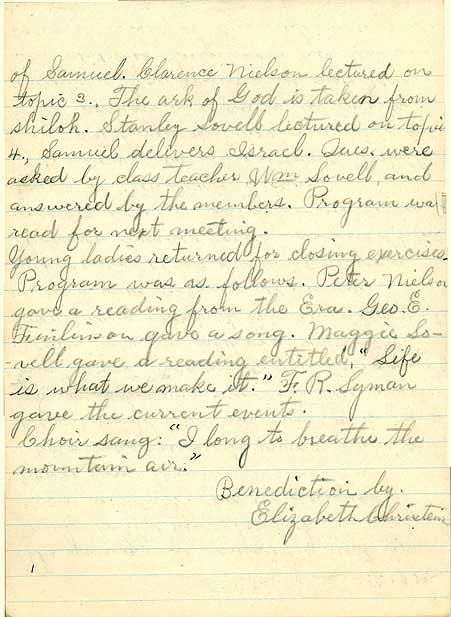 of Samuel. Clarence Nielson lectured on
topic 3., The ark of God is taken from
shiloh. Stanley Lovell lectured on topic
4., Samuel delivers Israel. Ques. were
asked by class teacher Wm Lovell, and
answered by the members. Program was
read for next meeting.
Young ladies returned for closing exercises.
Program was as follows. Peter Nielson
gave a reading from the Era. Geo. E.
Finlinson gave a song. Maggie Lo-
-vell gave a reading entitled, "Life
is what we make it." F. R. Lyman
gave the current events.
Choir sang: "I long to breathe the
mountain air."
Benediction by.
Elizabeth Christen